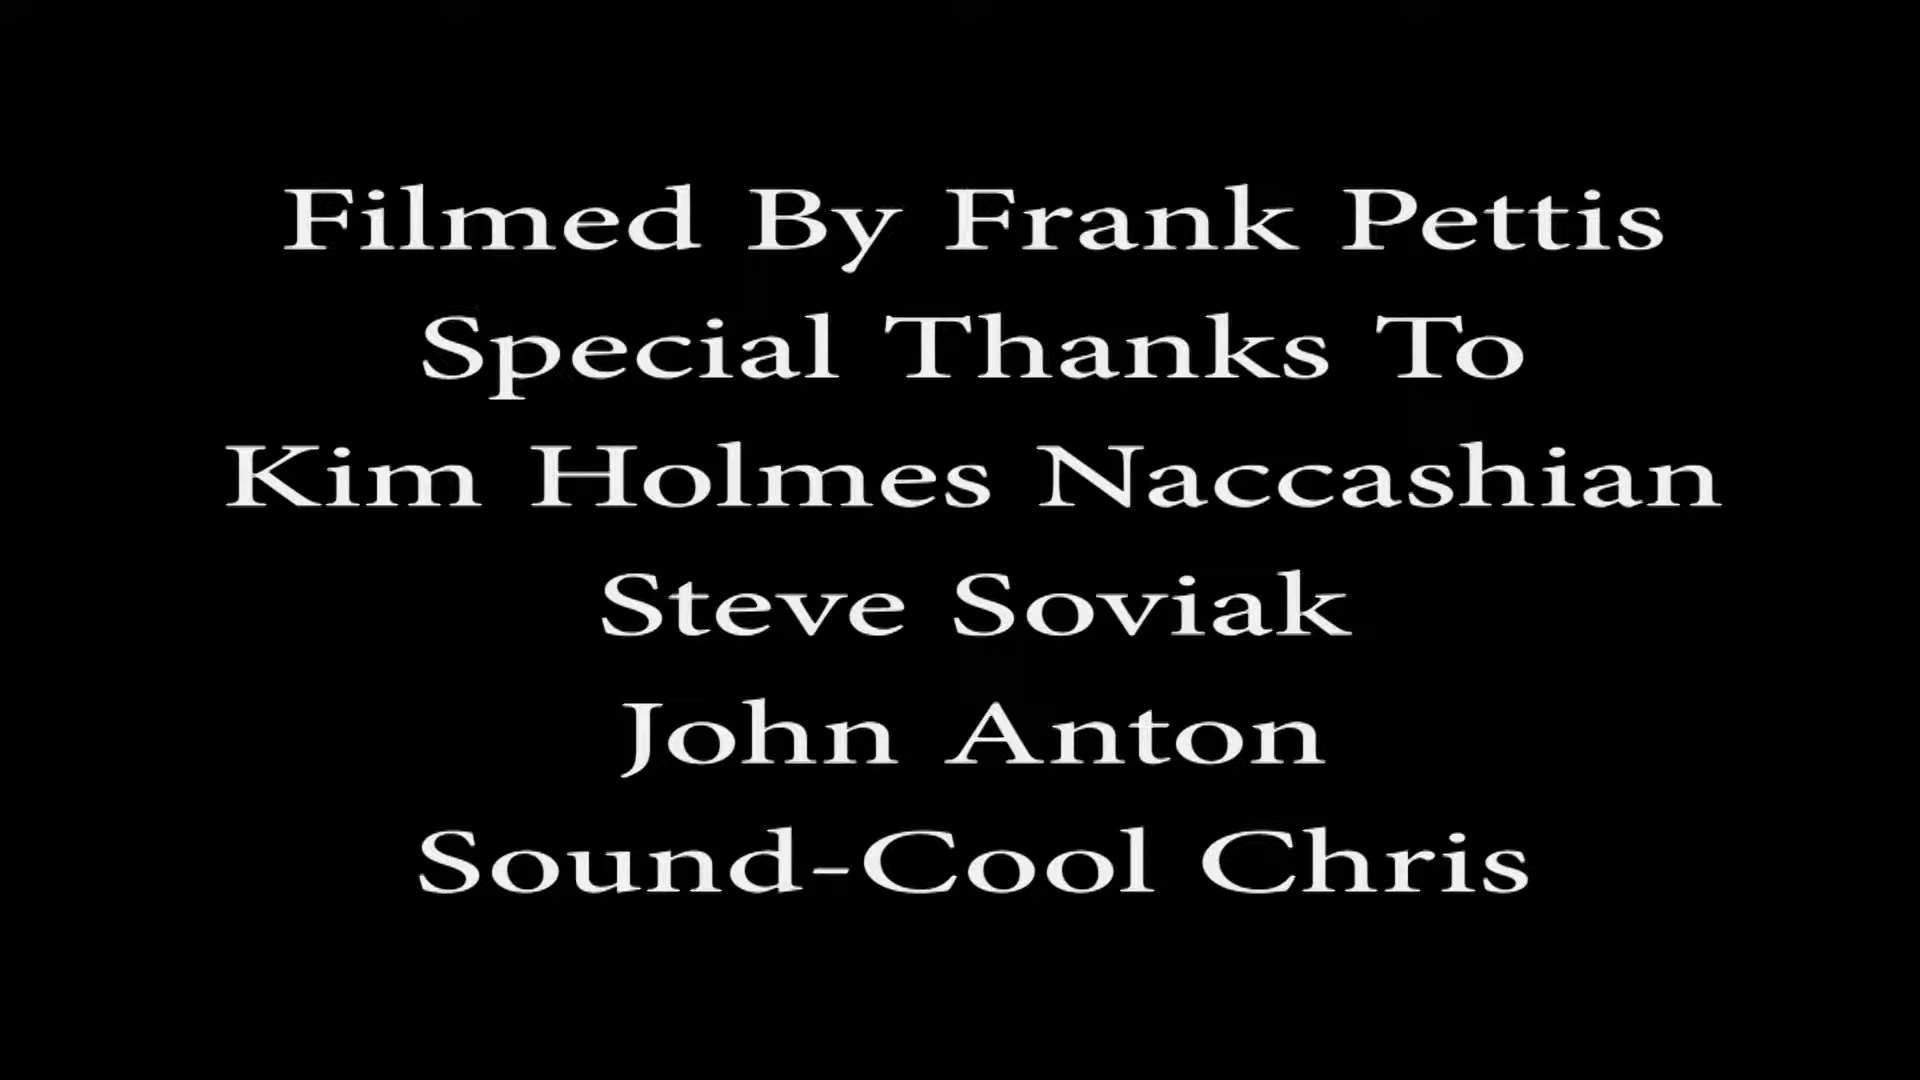 Filmed By Frank Pettis
Special Thanks To
Kim Holmes Naccashian
Steve Soviak
John Anton
Sound-Cool Chris